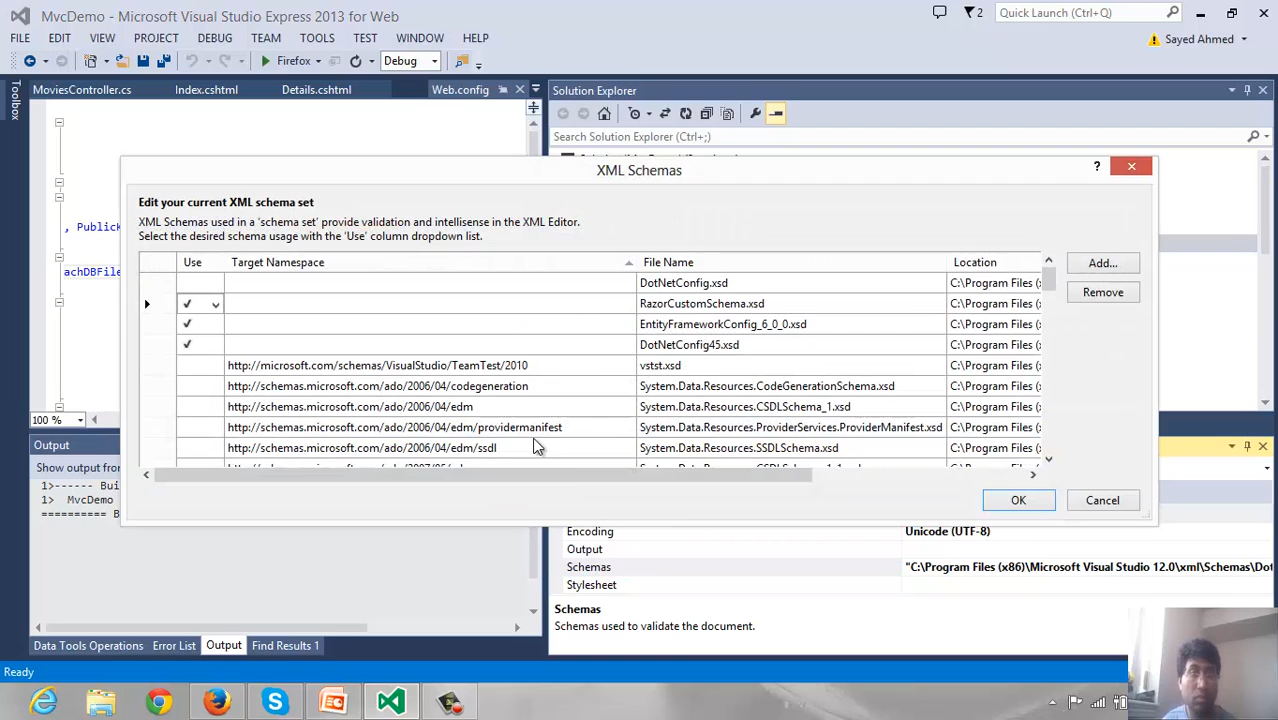 MvcDemo - Microsoft Visual Studio Express 2013 for Web
2
Quick Launch (Ctrl+Q)
FILE EDIT VIEW PROJECT DEBUG TEAM TOOLS TEST WINDOW HELP
Sayed Ahmed
Firefox
Debug
Toolbox
MoviesController.cs Index.cshtml Details.cshtml Web.config
Solution Explorer
Search Solution Explorer (Ctrl+;)
XML Schemas
?
Edit your current XML schema set
XML Schemas used in a 'schema set' provide validation and intellisense in the XML Editor.
Select the desired schema usage with the 'Use' column dropdown list.
, PublicK
achDBFile
Use Target Namespace File Name Location
Add...
Remove
DotNetConfig.xsd C:\Program Files (
RazorCustomSchema.xsd C:\Program Files (
EntityFrameworkConfig_6_0_0.xsd C:\Program Files (
DotNetConfig45.xsd C:\Program Files (
http://microsoft.com/schemas/VisualStudio/TeamTest/2010 vstst.xsd C:\Program Files (
http://schemas.microsoft.com/ado/2006/04/codegeneration System.Data.Resources.CodeGenerationSchema.xsd C:\Program Files (
http://schemas.microsoft.com/ado/2006/04/edm System.Data.Resources.CSDLSchema_1.xsd C:\Program Files (
http://schemas.microsoft.com/ado/2006/04/edm/providermanifest System.Data.Resources.ProviderServices.ProviderManifest.xsd C:\Program Files (
http://schemas.microsoft.com/ado/2006/04/edm/ssdl System.Data.Resources.SSDLSchema.xsd C:\Program Files (
OK Cancel
100 %
Output
Show output from
1>------ Bui
1> MvcDemo
========== B
Encoding Unicode (UTF-8)
Output
Schemas "C:\Program Files (x86)\Microsoft Visual Studio 12.0\xml\Schemas\Dot
Stylesheet
Schemas
Schemas used to validate the document.
Data Tools Operations Error List Output Find Results 1
Ready